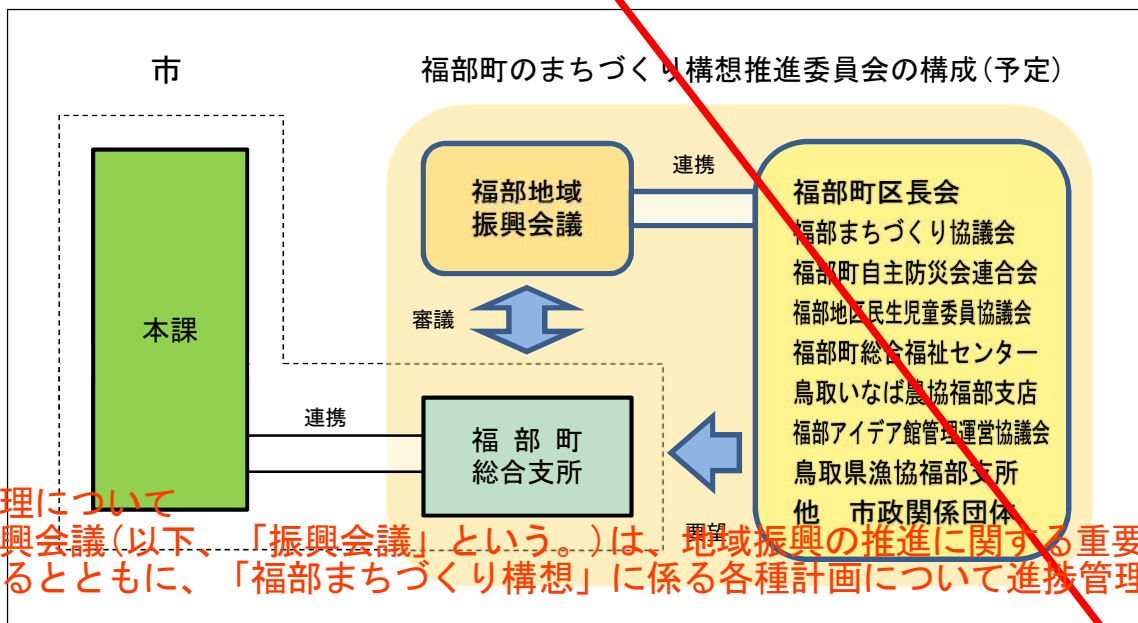 市
福部町のまちづくり構想推進委員会の構成(予定)
福部地域
振興会議
連携
福部町区長会
福部まちづくり協議会
福部町自主防災会連合会
福部地区民生児童委員協議会
福部町総合福祉センター
鳥取いなば農協福部支店
福部アイデア館管理運営協議会
鳥取県漁協福部支所
他 市政関係団体
審議
本課
連携
福部町
総合支所
要望
理について
興会議(以下、「振興会議」という。)は、地域振興の推進に関する重要
るとともに、「福部まちづくり構想」に係る各種計画について進捗管理